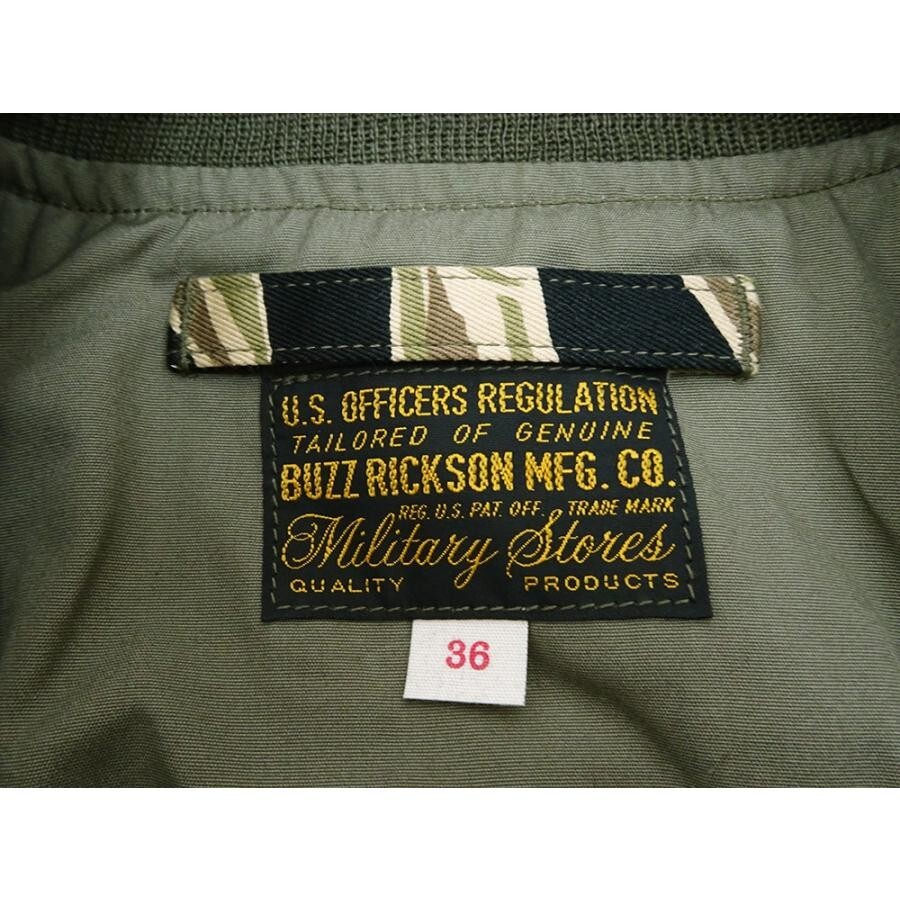 U.S. OFFICERS REGULATION
TAILORED OF GENUINE
BUZZ RICKSON MFG. CO.
REG. U.S. PAT. OFF. TRADE MARK
Military Stores
QUALITY PRODUCTS
36